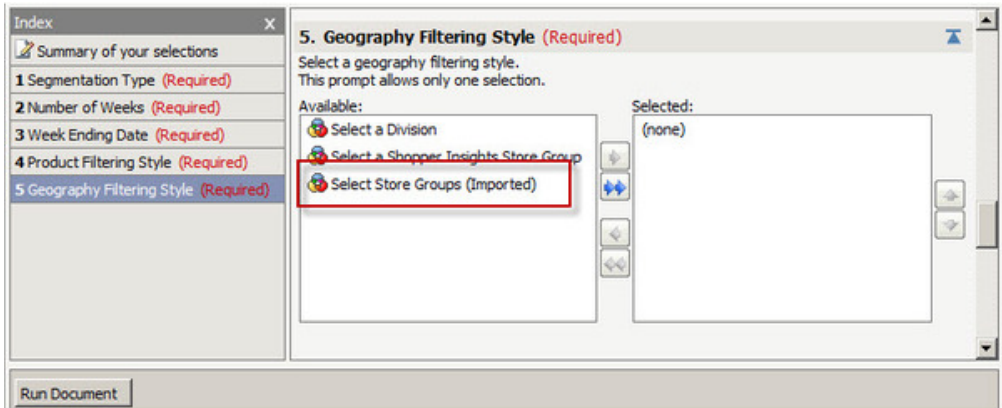 Index X
Summary of your selections
1 Segmentation Type (Required)
2 Number of Weeks (Required)
3 Week Ending Date (Required)
4 Product Filtering Style (Required)
5 Geography Filtering Style (Required)
5. Geography Filtering Style (Required)
Select a geography filtering style.
This prompt allows only one selection.
Available:
Select a Division
Select a Shopper Insights Store Group
Select Store Groups (Imported)
Selected:
(none)
Run Document